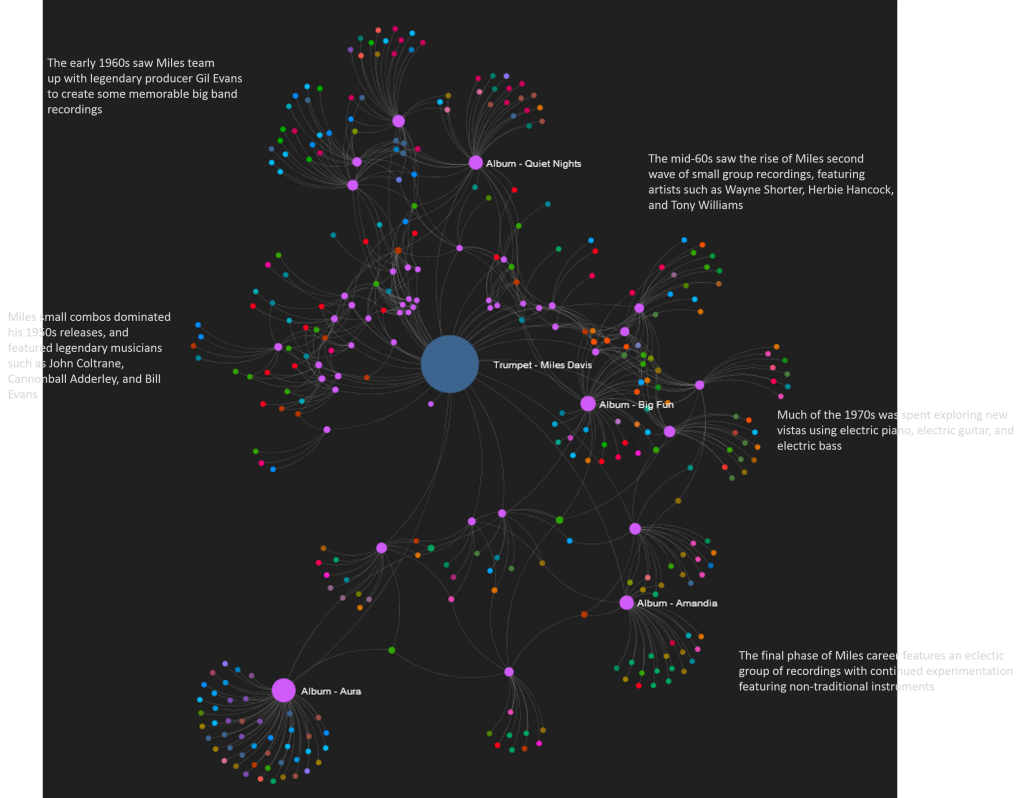 The early 1960s saw Miles team
up with legendary producer Gil Evans
to create some memorable big band
recordings
Album - Quiet Nights
The mid-60s saw the rise of Miles second
wave of small group recordings, featuring
artists such as Wayne Shorter, Herbie Hancock,
and Tony Williams
Miles small combos dominated
his 1950s releases, and
featured legendary musicians
such as John Coltrane,
Cannonball Adderley, and Bill
Evans
Trumpet - Miles Davis
Album - Big Fun
Much of the 1970s was spent exploring new
vistas using electric piano, electric guitar, and
electric bass
Album - Amandla
The final phase of Miles career features an eclectic
group of recordings with continued experimentation
featuring non-traditional instruments
Album - Aura